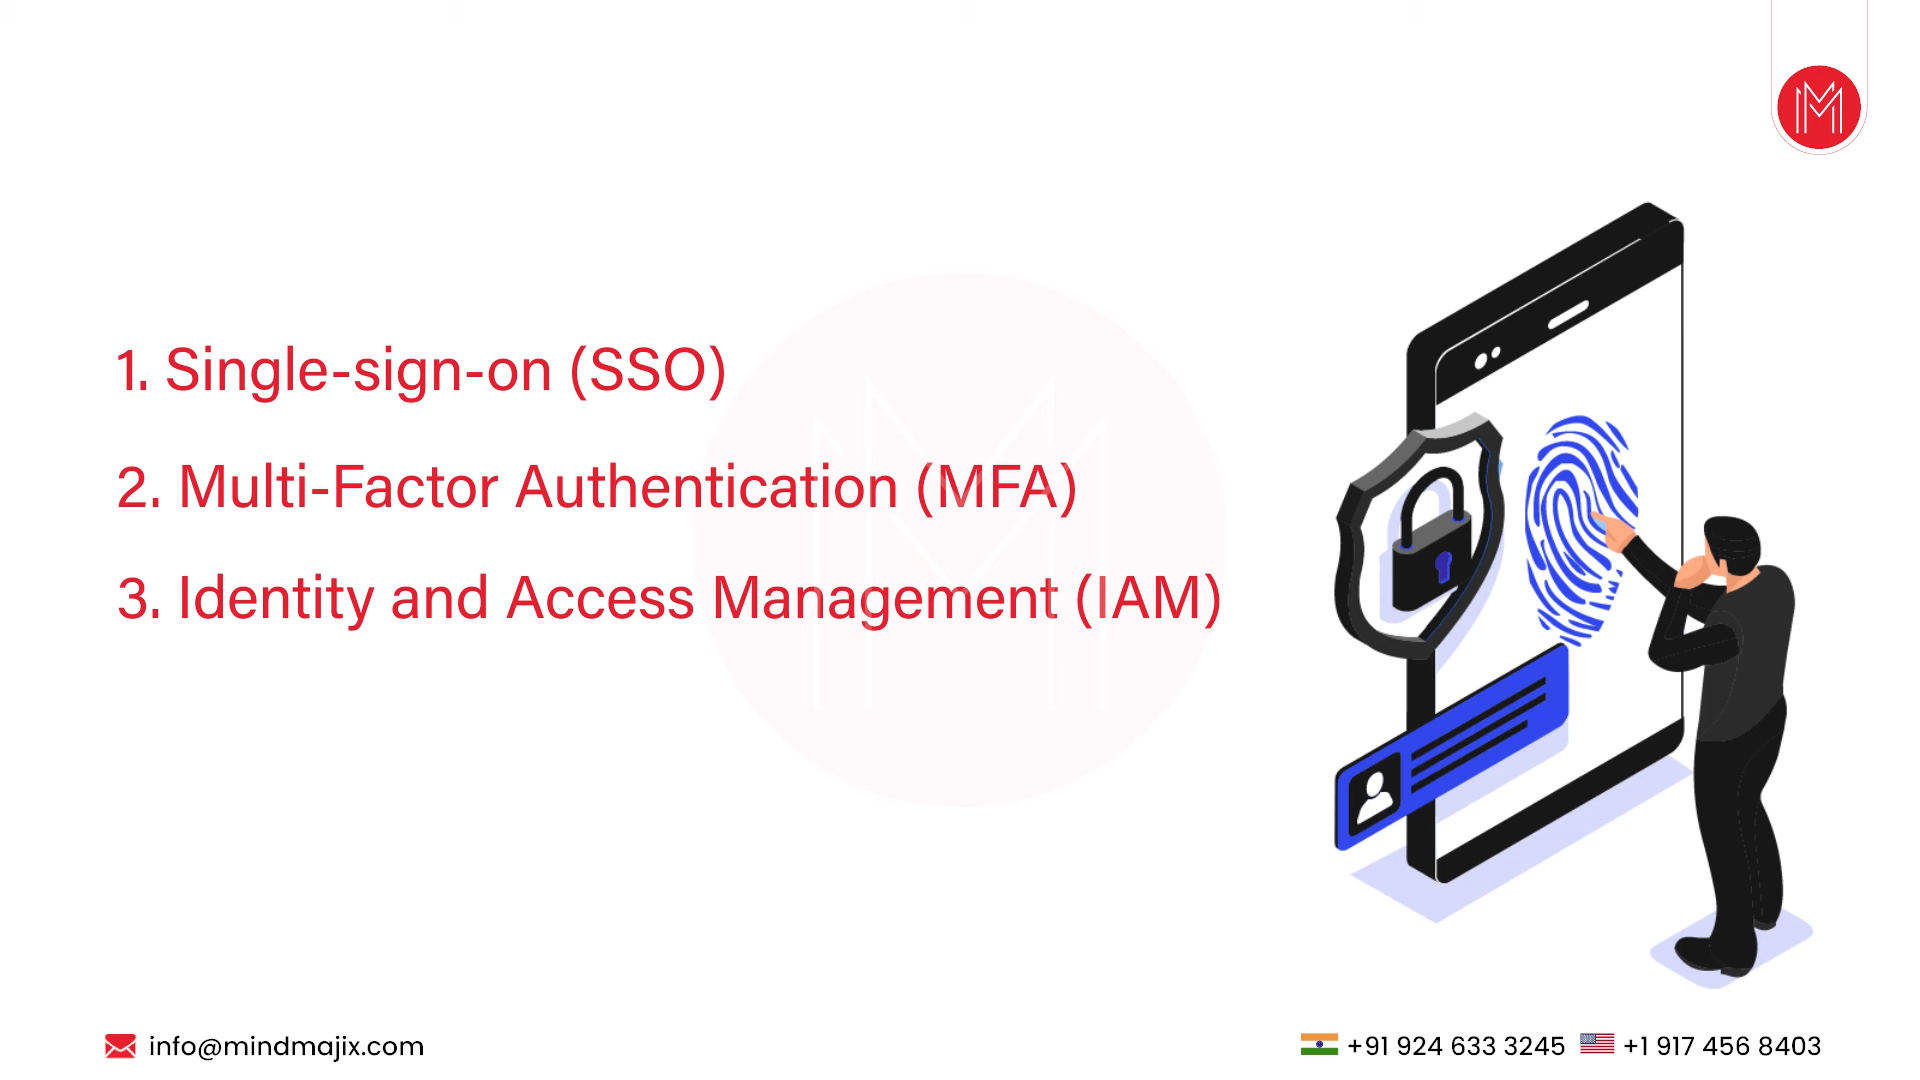 1. Single-sign-on (SSO)
2. Multi-Factor Authentication (MFA)
3. Identity and Access Management (IAM)
info@mindmajix.com
+91 924 633 3245
+1 917 456 8403